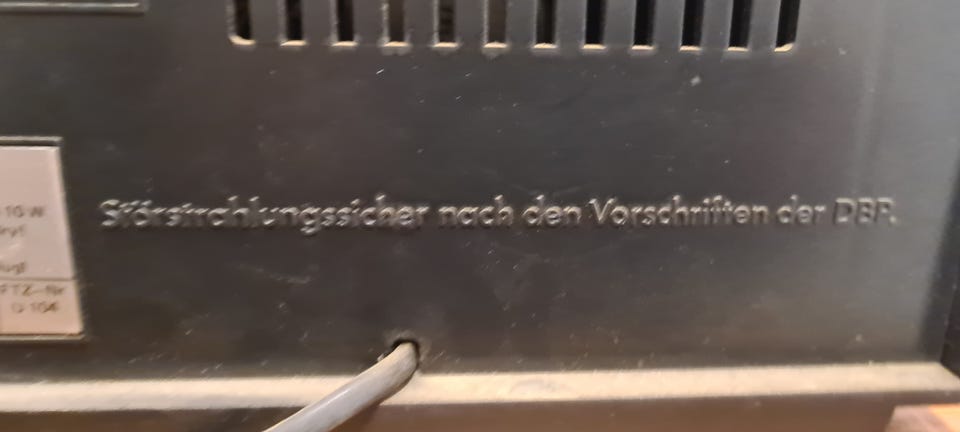 Störstrahlungssicher nach den Vorschriften der DBP.
10 W
FTZ-Nr